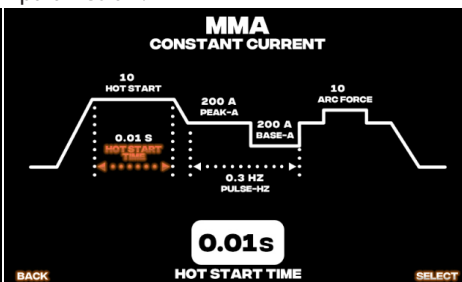 MMA
CONSTANT CURRENT
10
HOT START
10
ARC FORCE
200 A
PEAK-A
200 A
BASE-A
0.01 S
HOT START
TIME
0.3 HZ
PULSE-HZ
0.01s
BACK
HOT START TIME
SELECT